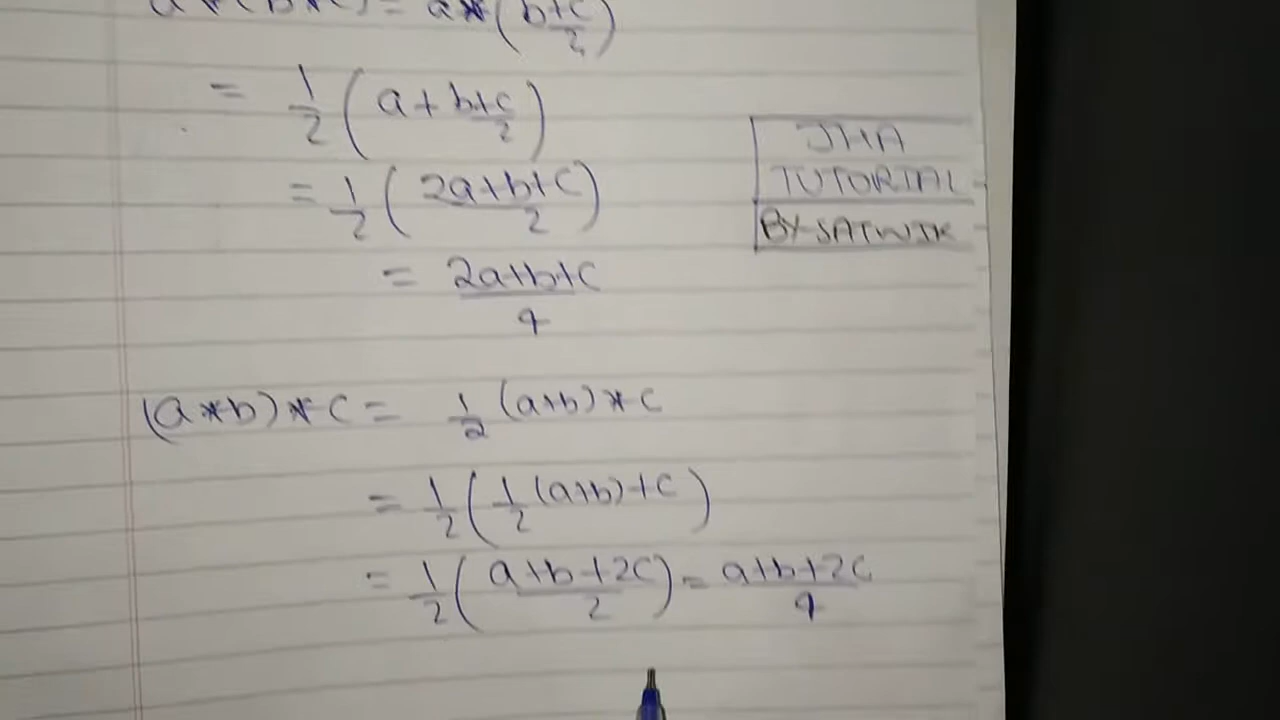 a*(b*c) = a*(b+c/2)
= 1/2 (a + b+c/2)
= 1/2 (2a+b+c/2)
= 2a+b+c/4
JHA
TUTORIAL
BY-SATWIK
(a*b)*c = 1/2 (a+b)*c
= 1/2 (1/2 (a+b)+c)
= 1/2 (a+b+2c/2) = a+b+2c/4